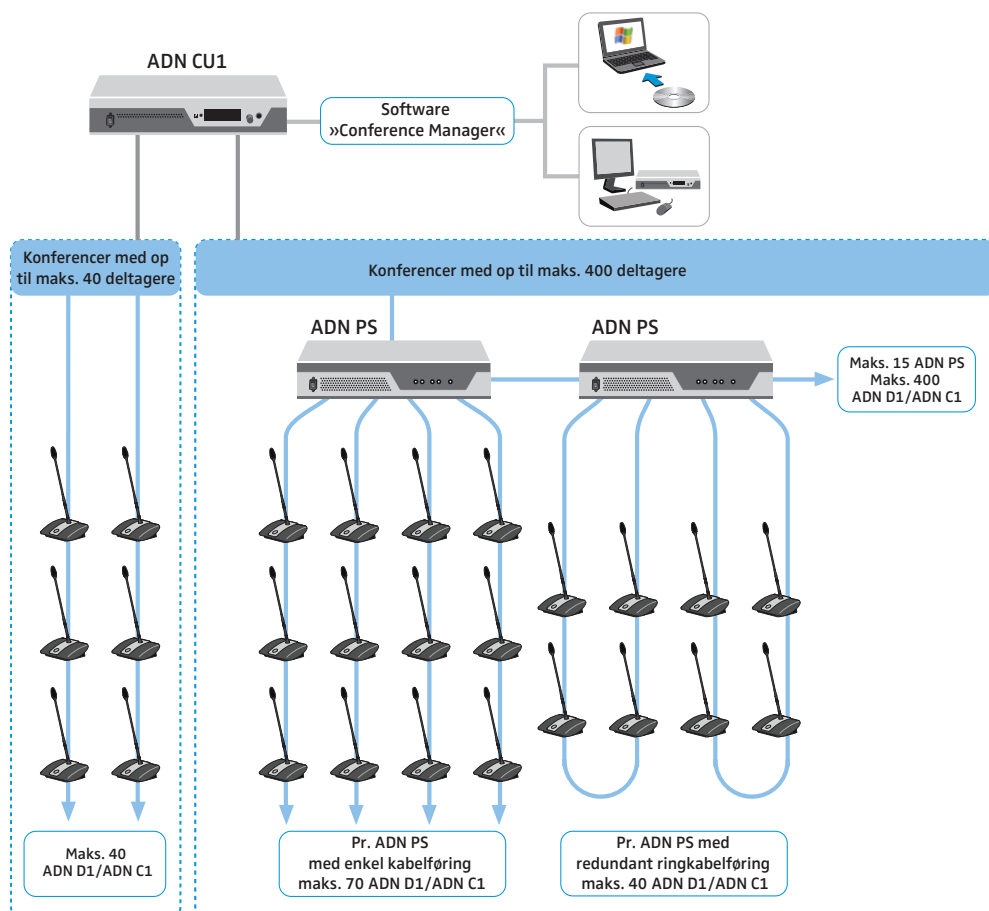 ADN CU1
Software
»Conference Manager«
Konferencer med op
til maks. 40 deltagere
Konferencer med op til maks. 400 deltagere
ADN PS
ADN PS
Maks. 15 ADN PS
Maks. 400
ADN D1/ADN C1
Maks. 40
ADN D1/ADN C1
Pr. ADN PS
med enkel kabelføring
maks. 70 ADN D1/ADN C1
Pr. ADN PS med
redundant ringkabelføring
maks. 40 ADN D1/ADN C1